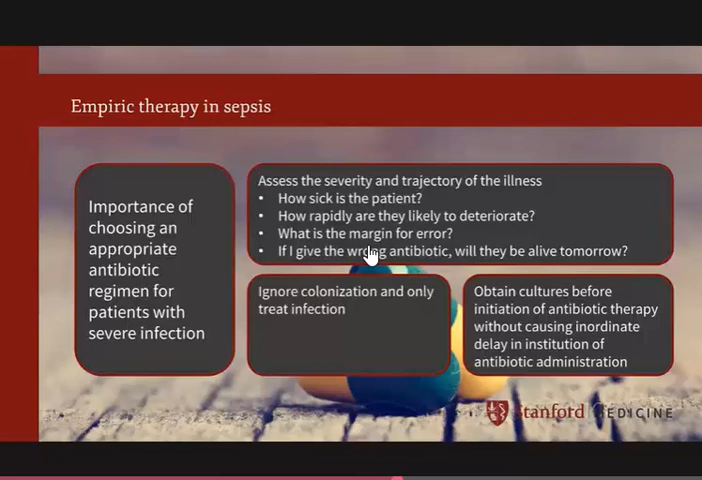 Empiric therapy in sepsis
Importance of
choosing an
appropriate
antibiotic
regimen for
patients with
severe infection
Assess the severity and trajectory of the illness
• How sick is the patient?
• How rapidly are they likely to deteriorate?
• What is the margin for error?
• If I give the wrong antibiotic, will they be alive tomorrow?
Ignore colonization and only
treat infection
Obtain cultures before
initiation of antibiotic therapy
without causing inordinate
delay in institution of
antibiotic administration
Stanford MEDICINE